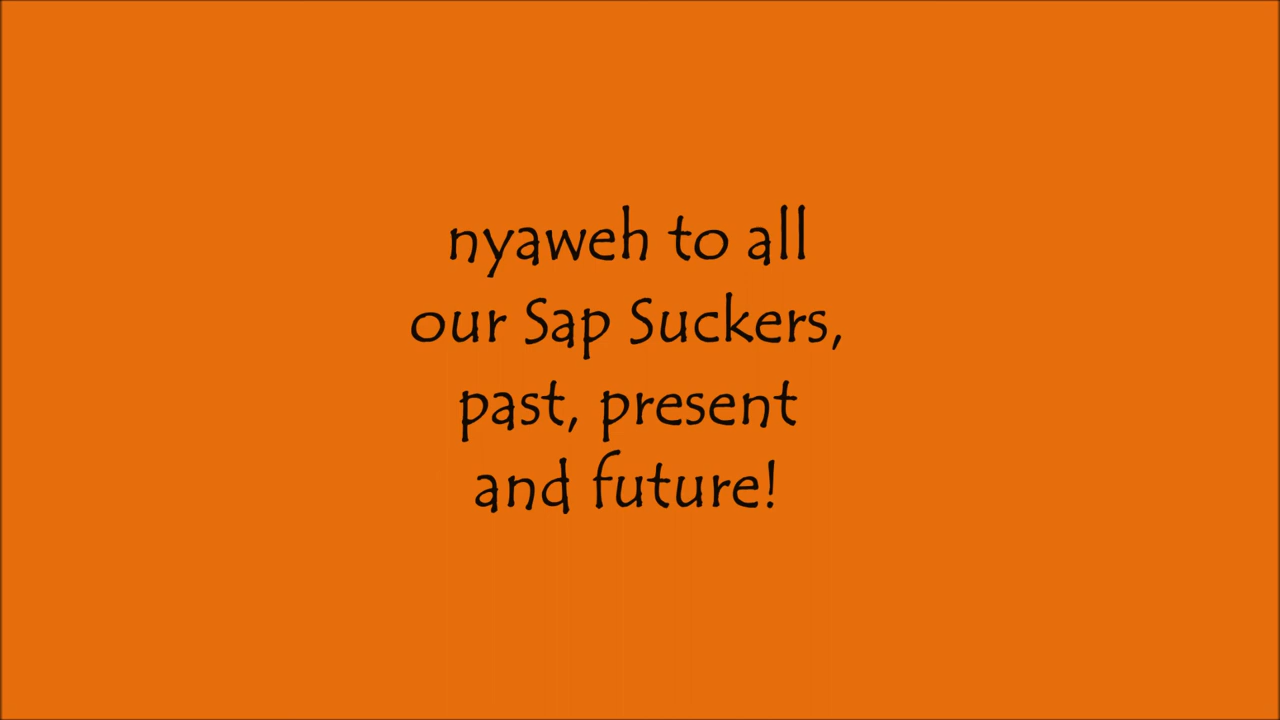 nyaweh to all
our Sap Suckers,
past, present
and future!